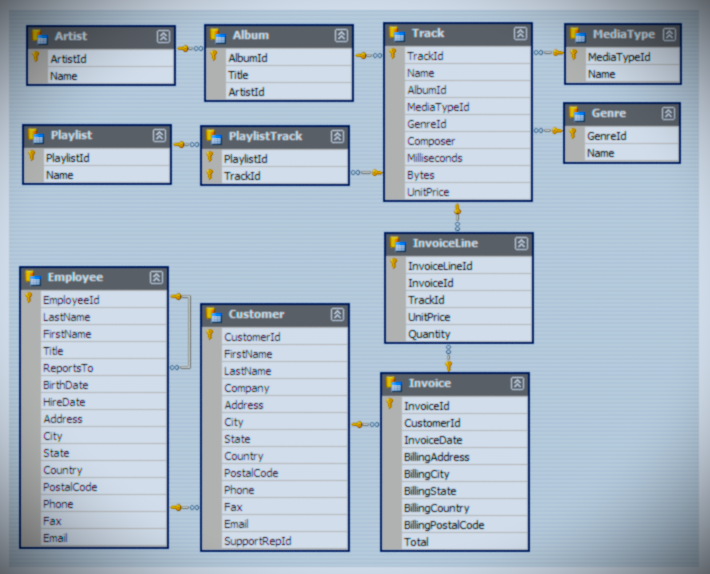 Artist
ArtistId
Name
Album
AlbumId
Title
ArtistId
Track
TrackId
Name
AlbumId
MediaTypeId
GenreId
Composer
Milliseconds
Bytes
UnitPrice
MediaType
MediaTypeId
Name
Genre
GenreId
Name
Playlist
PlaylistId
Name
PlaylistTrack
PlaylistId
TrackId
InvoiceLine
InvoiceLineId
InvoiceId
TrackId
UnitPrice
Quantity
Employee
EmployeeId
LastName
FirstName
Title
ReportsTo
BirthDate
HireDate
Address
City
State
Country
PostalCode
Phone
Fax
Email
Customer
CustomerId
FirstName
LastName
Company
Address
City
State
Country
PostalCode
Phone
Fax
Email
SupportRepId
Invoice
InvoiceId
CustomerId
InvoiceDate
BillingAddress
BillingCity
BillingState
BillingCountry
BillingPostalCode
Total